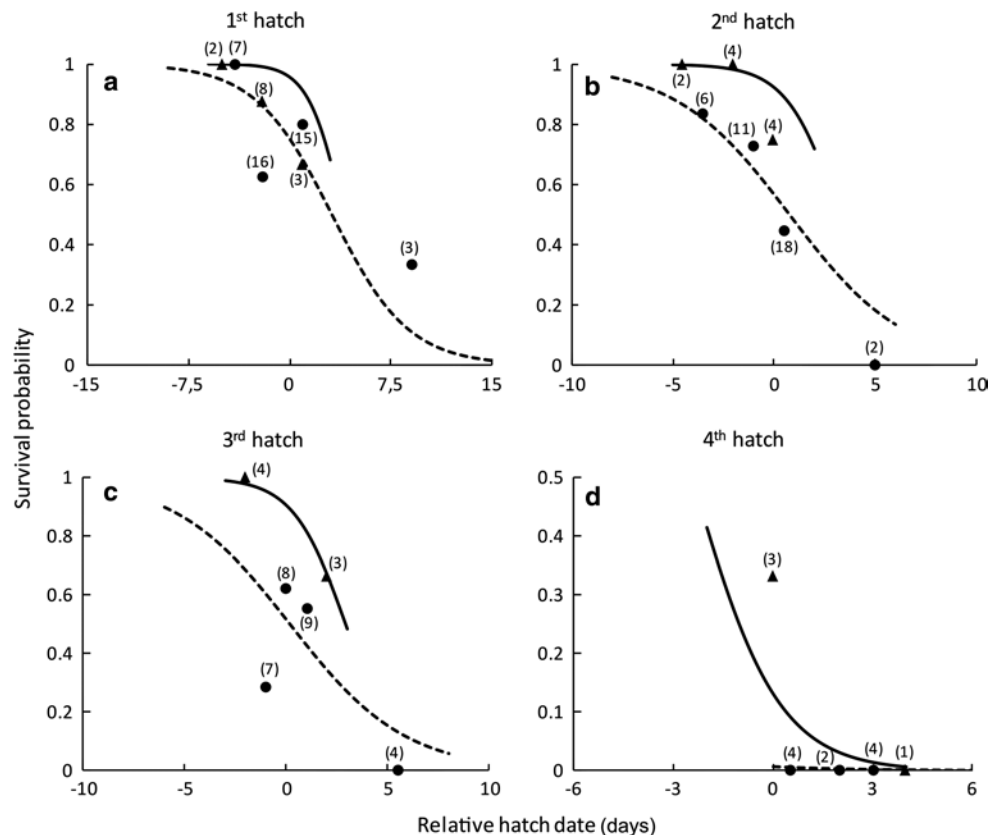 1st hatch
2nd hatch
a
(2) (7)
(8)
(15)
(16)
(3)
(3)
1
0.8
0.6
0.4
0.2
0
-15 -7,5 0 7,5 15
b
(4)
(2)
(6)
(11) (4)
(18)
(2)
1
0.8
0.6
0.4
0.2
0
-10 -5 0 5 10
Survival probability
3rd hatch
4th hatch
c
(4)
(3)
(8)
(9)
(7)
(4)
1
0.8
0.6
0.4
0.2
0
-10 -5 0 5 10
d
(3)
(4) (2) (4) (1)
0.5
0.4
0.3
0.2
0.1
0
-6 -3 0 3 6
Relative hatch date (days)